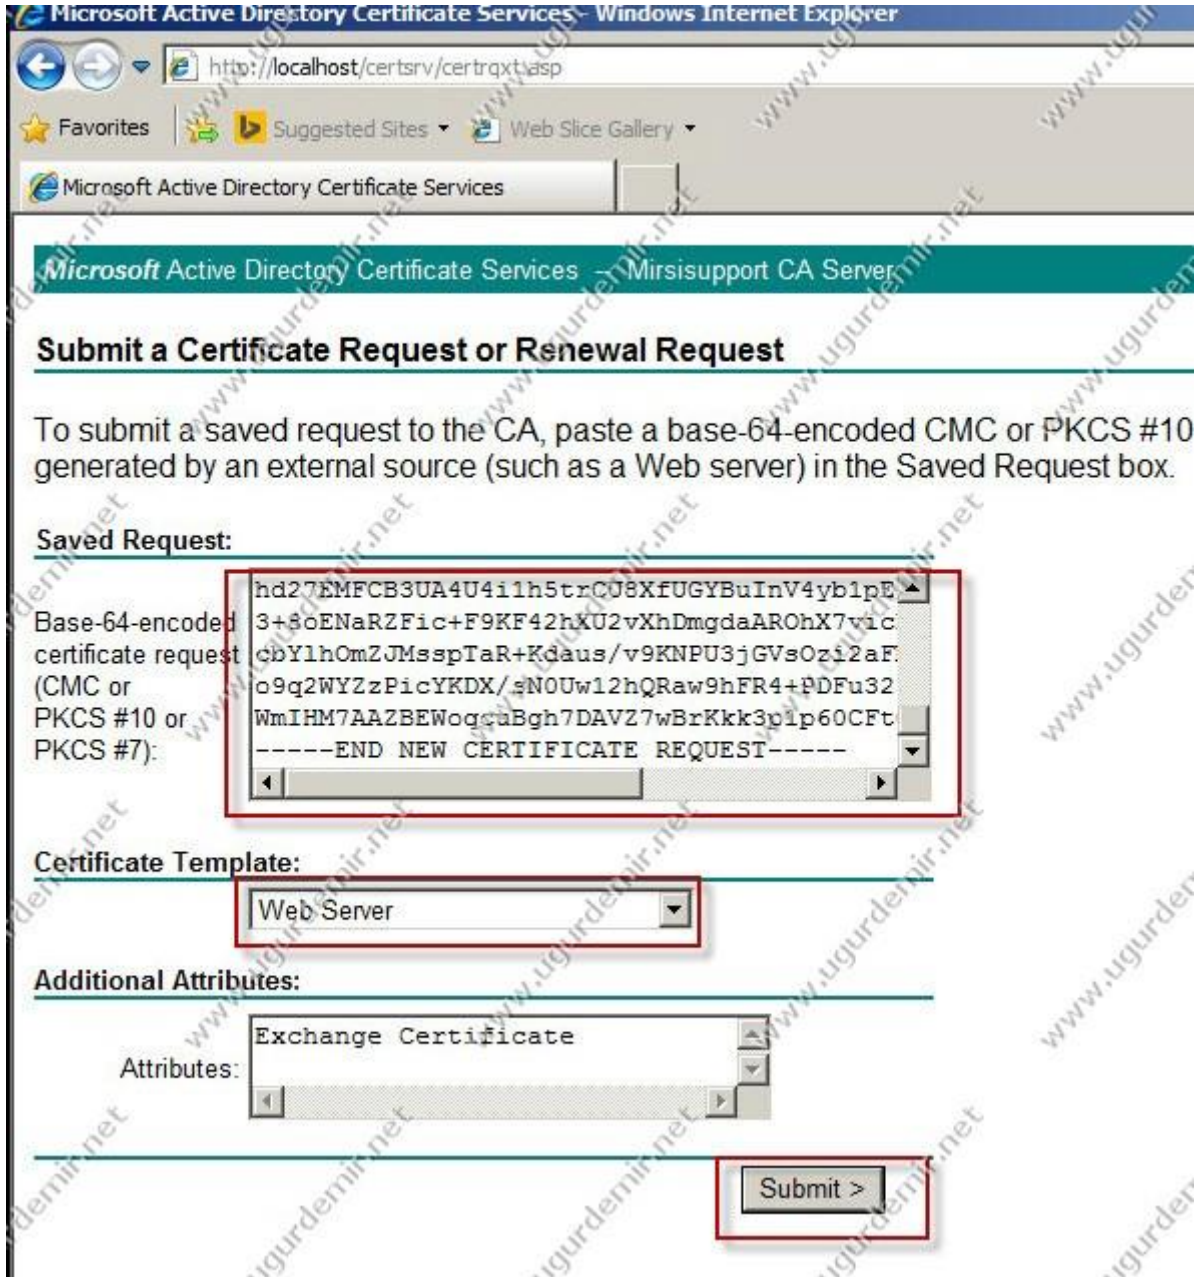 Microsoft Active Directory Certificate Services - Windows Internet Explorer
http://localhost/certsrv/certrqxt.asp
Favorites
Suggested Sites
Web Slice Gallery
Microsoft Active Directory Certificate Services
Microsoft Active Directory Certificate Services -- Mirsisupport CA Server
Submit a Certificate Request or Renewal Request
To submit a saved request to the CA, paste a base-64-encoded CMC or PKCS #10
generated by an external source (such as a Web server) in the Saved Request box.
Saved Request:
Base-64-encoded
certificate request
(CMC or
PKCS #10 or
PKCS #7):
-----END NEW CERTIFICATE REQUEST-----
Certificate Template:
Web Server
Additional Attributes:
Attributes:
Exchange Certificate
Submit >
www.ugurdemir.net